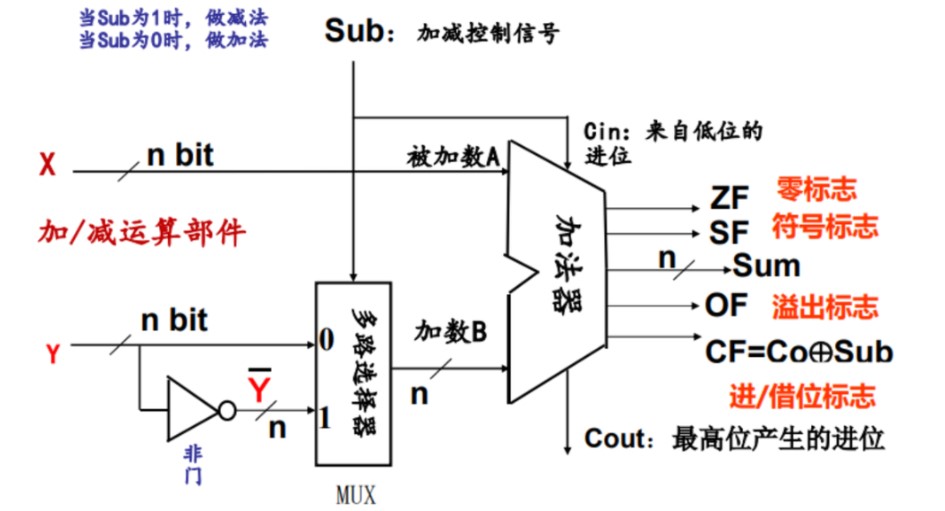 当Sub为1时，做减法
当Sub为0时，做加法
Sub：加减控制信号
Cin：来自低位的
进位
X
n bit
被加数A
加/减运算部件
加法器
ZF 零标志
SF 符号标志
n
Sum
OF 溢出标志
CF=Co⊕Sub
进/借位标志
Y
n bit
0
多路选择器
加数B
n
Y̅
n
1
非门
Cout：最高位产生的进位
MUX